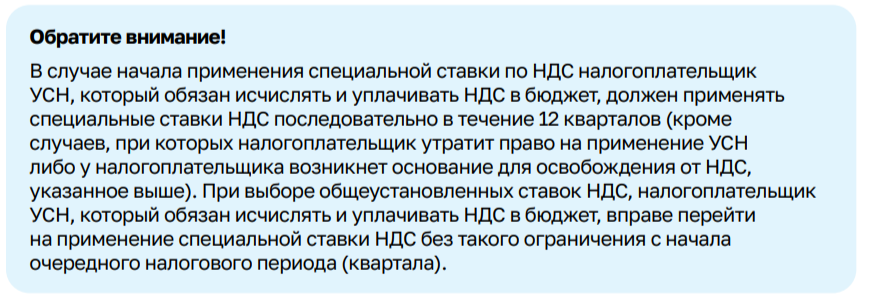 Обратите внимание!
В случае начала применения специальной ставки по НДС налогоплательщик
УСН, который обязан исчислять и уплачивать НДС в бюджет, должен применять
специальные ставки НДС последовательно в течение 12 кварталов (кроме
случаев, при которых налогоплательщик утратит право на применение УСН
либо у налогоплательщика возникнет основание для освобождения от НДС,
указанное выше). При выборе общеустановленных ставок НДС, налогоплательщик
УСН, который обязан исчислять и уплачивать НДС в бюджет, вправе перейти
на применение специальной ставки НДС без такого ограничения с начала
очередного налогового периода (квартала).